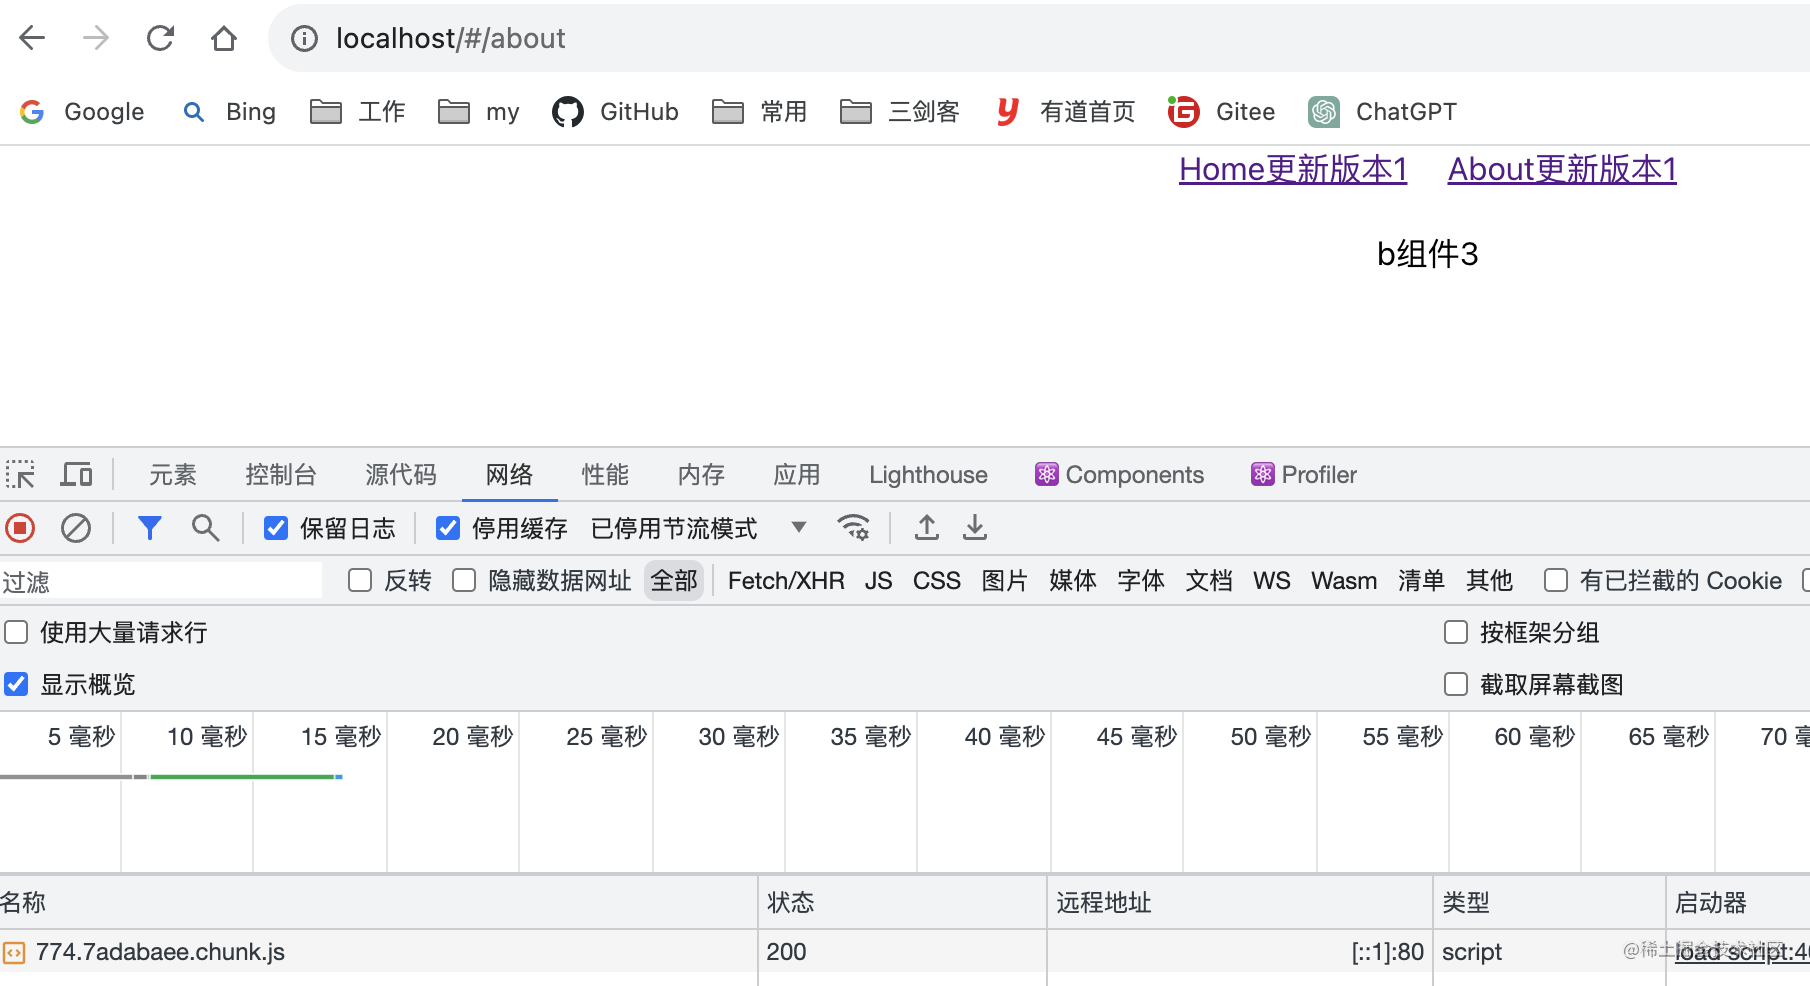 localhost/#/about
Google Bing 工作 my GitHub 常用 三剑客 有道首页 Gitee ChatGPT
Home更新版本1 About更新版本1
b组件3
元素 控制台 源代码 网络 性能 内存 应用 Lighthouse Components Profiler
保留日志 停用缓存 已停用节流模式
过滤 反转 隐藏数据网址 全部 Fetch/XHR JS CSS 图片 媒体 字体 文档 WS Wasm 清单 其他 有已拦截的 Cookie
使用大量请求行 按框架分组
显示概览 截取屏幕截图
5 毫秒 10 毫秒 15 毫秒 20 毫秒 25 毫秒 30 毫秒 35 毫秒 40 毫秒 45 毫秒 50 毫秒 55 毫秒 60 毫秒 65 毫秒 70 毫
名称 状态 远程地址 类型 启动器
774.7adabaee.chunk.js 200 [::1]:80 script load script:4
@稀土掘金技术社区